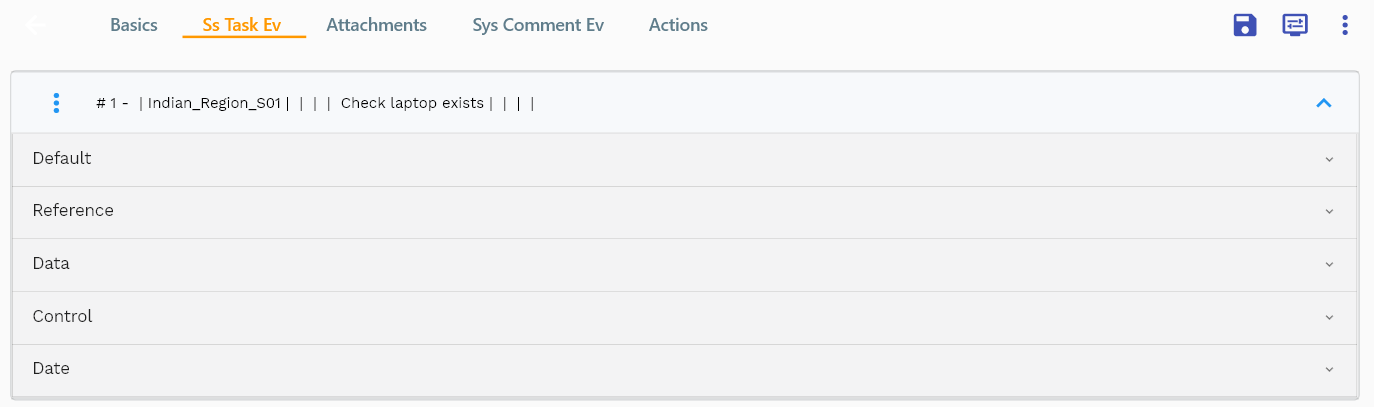 Basics Ss Task Ev Attachments Sys Comment Ev Actions
# 1 - | Indian_Region_S01 | | | | Check laptop exists | | | |
Default
Reference
Data
Control
Date